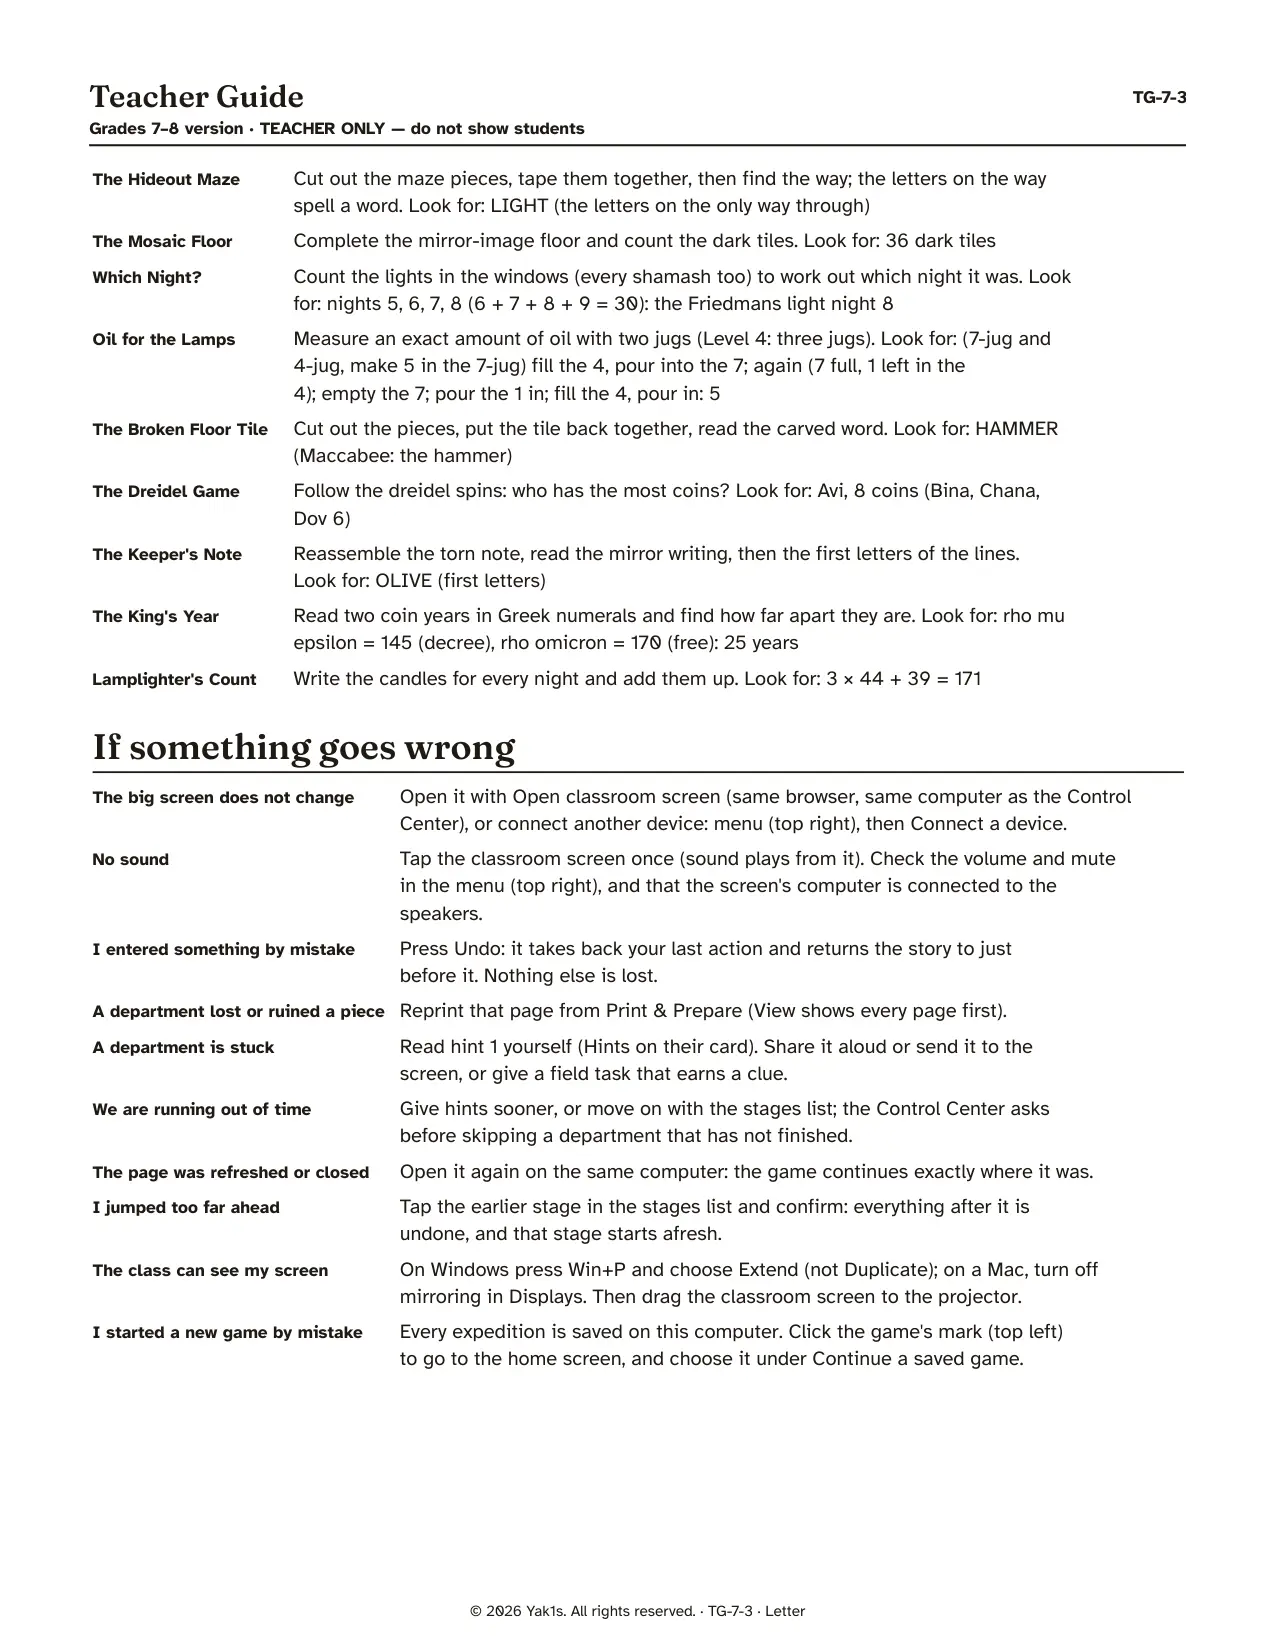 Teacher Guide
TG-7-3
Grades 7–8 version · TEACHER ONLY — do not show students
The Hideout Maze
Cut out the maze pieces, tape them together, then find the way; the letters on the way
spell a word. Look for: LIGHT (the letters on the only way through)
The Mosaic Floor
Complete the mirror-image floor and count the dark tiles. Look for: 36 dark tiles
Which Night?
Count the lights in the windows (every shamash too) to work out which night it was. Look
for: nights 5, 6, 7, 8 (6 + 7 + 8 + 9 = 30): the Friedmans light night 8
Oil for the Lamps
Measure an exact amount of oil with two jugs (Level 4: three jugs). Look for: (7-jug and
4-jug, make 5 in the 7-jug) fill the 4, pour into the 7; again (7 full, 1 left in the
4); empty the 7; pour the 1 in; fill the 4, pour in: 5
The Broken Floor Tile
Cut out the pieces, put the tile back together, read the carved word. Look for: HAMMER
(Maccabee: the hammer)
The Dreidel Game
Follow the dreidel spins: who has the most coins? Look for: Avi, 8 coins (Bina, Chana,
Dov 6)
The Keeper's Note
Reassemble the torn note, read the mirror writing, then the first letters of the lines.
Look for: OLIVE (first letters)
The King's Year
Read two coin years in Greek numerals and find how far apart they are. Look for: rho mu
epsilon = 145 (decree), rho omicron = 170 (free): 25 years
Lamplighter's Count
Write the candles for every night and add them up. Look for: 3 × 44 + 39 = 171
If something goes wrong
The big screen does not change
Open it with Open classroom screen (same browser, same computer as the Control
Center), or connect another device: menu (top right), then Connect a device.
No sound
Tap the classroom screen once (sound plays from it). Check the volume and mute
in the menu (top right), and that the screen's computer is connected to the
speakers.
I entered something by mistake
Press Undo: it takes back your last action and returns the story to just
before it. Nothing else is lost.
A department lost or ruined a piece
Reprint that page from Print & Prepare (View shows every page first).
A department is stuck
Read hint 1 yourself (Hints on their card). Share it aloud or send it to the
screen, or give a field task that earns a clue.
We are running out of time
Give hints sooner, or move on with the stages list; the Control Center asks
before skipping a department that has not finished.
The page was refreshed or closed
Open it again on the same computer: the game continues exactly where it was.
I jumped too far ahead
Tap the earlier stage in the stages list and confirm: everything after it is
undone, and that stage starts afresh.
The class can see my screen
On Windows press Win+P and choose Extend (not Duplicate); on a Mac, turn off
mirroring in Displays. Then drag the classroom screen to the projector.
I started a new game by mistake
Every expedition is saved on this computer. Click the game's mark (top left)
to go to the home screen, and choose it under Continue a saved game.
© 2026 Yak1s. All rights reserved. · TG-7-3 · Letter